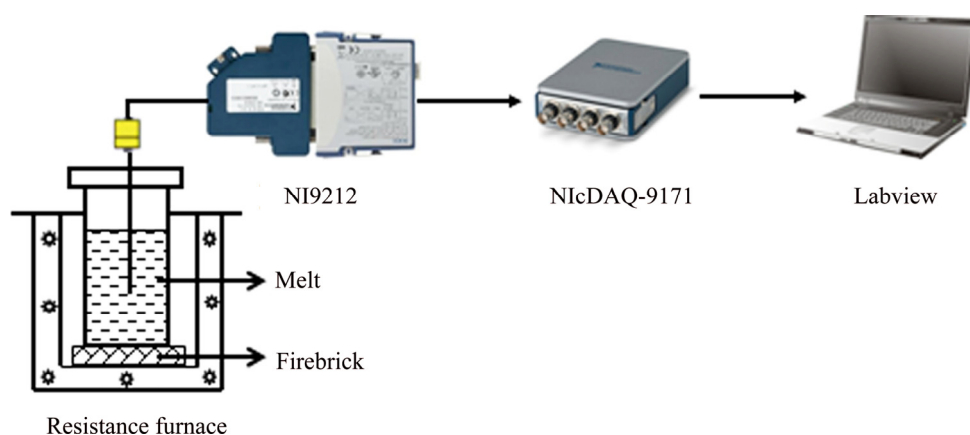 NI9212
NIcDAQ-9171
Labview
Melt
Firebrick
Resistance furnace